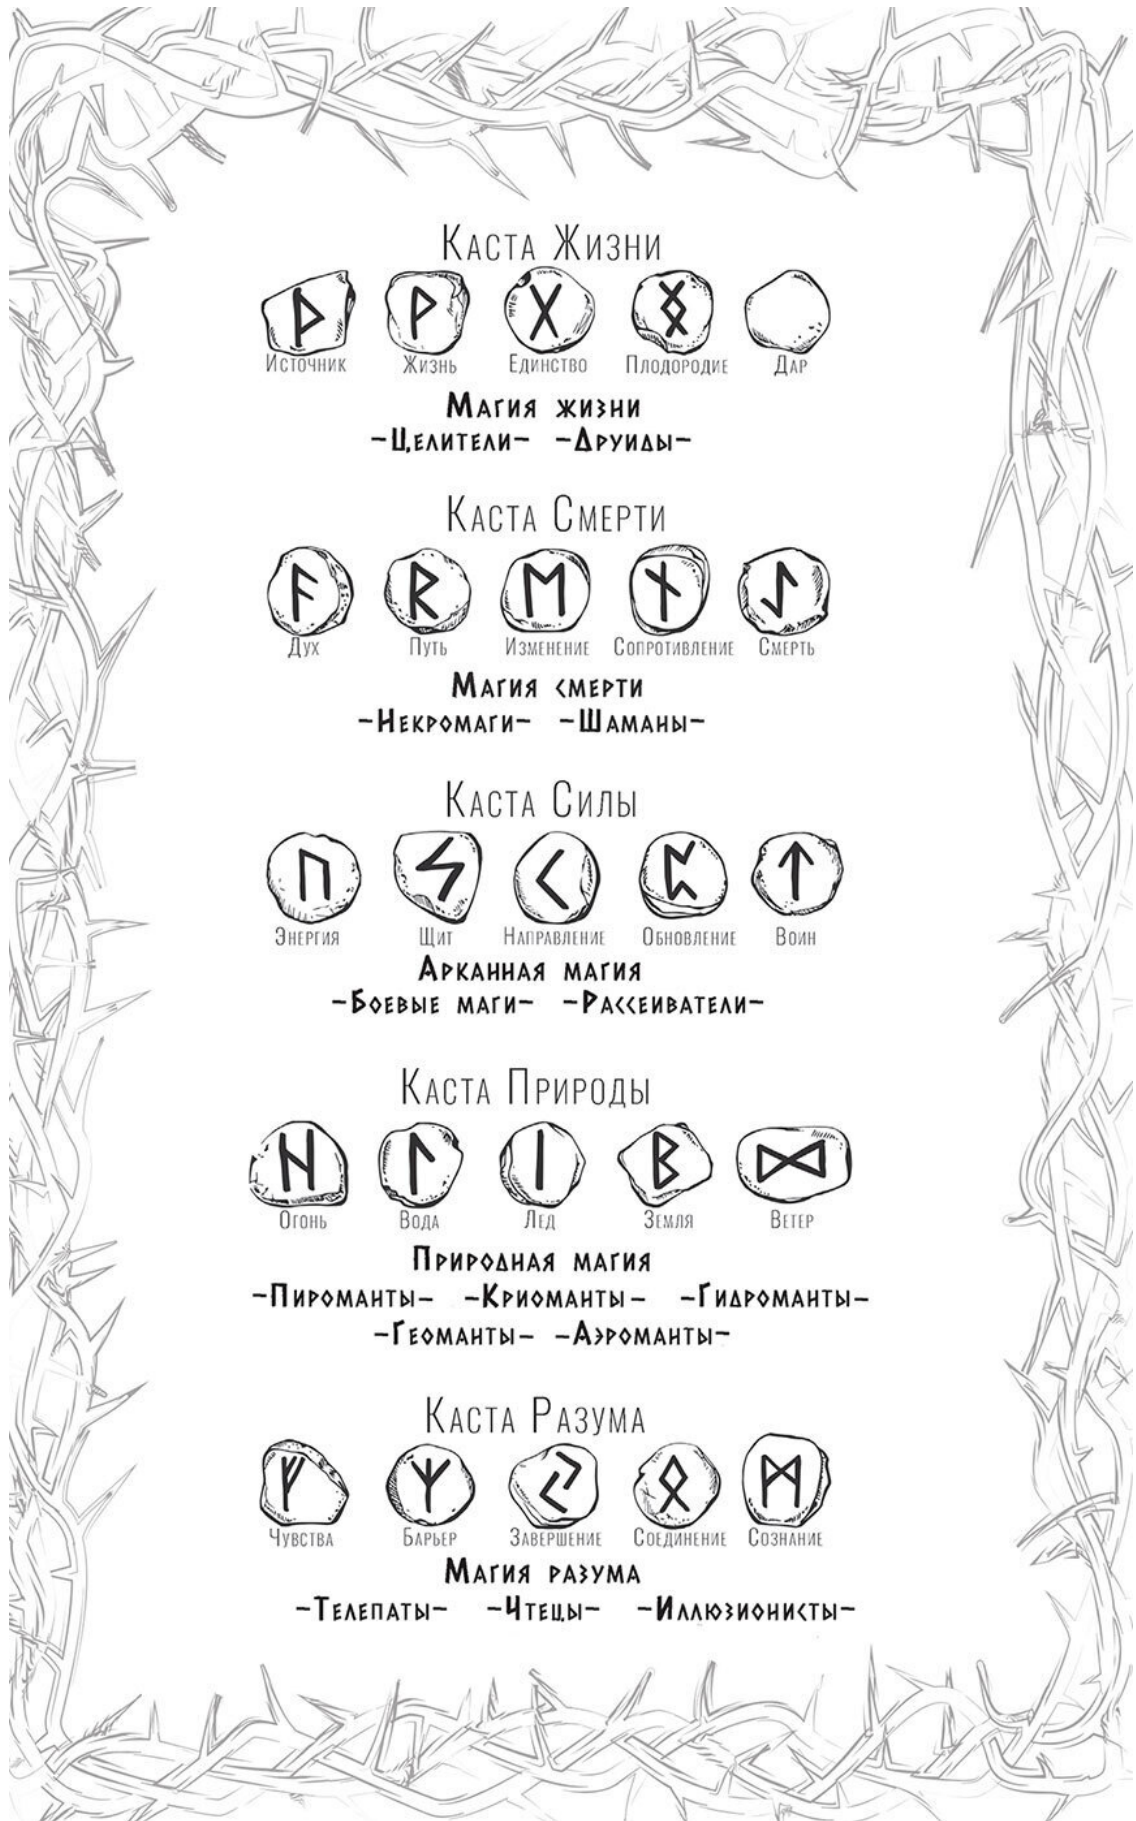 Каста Жизни
Источник Жизнь Единство Плодородие Дар
Магия жизни
-Целители- -Друиды-
Каста Смерти
Дух Путь Изменение Сопротивление Смерть
Магия смерти
-Некромаги- -Шаманы-
Каста Силы
Энергия Щит Направление Обновление Воин
Арканная магия
-Боевые маги- -Рассеиватели-
Каста Природы
Огонь Вода Лед Земля Ветер
Природная магия
-Пироманты- -Криоманты- -Гидроманты-
-Геоманты- -Аэроманты-
Каста Разума
Чувства Барьер Завершение Соединение Сознание
Магия разума
-Телепаты- -Чтецы- -Иллюзионисты-